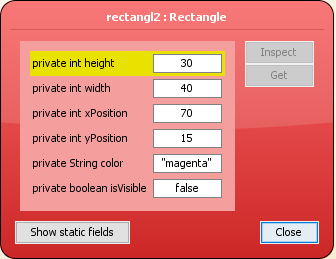 rectangl2 : Rectangle
private int height 30
private int width 40
private int xPosition 70
private int yPosition 15
private String color "magenta"
private boolean isVisible false
Inspect
Get
Show static fields
Close